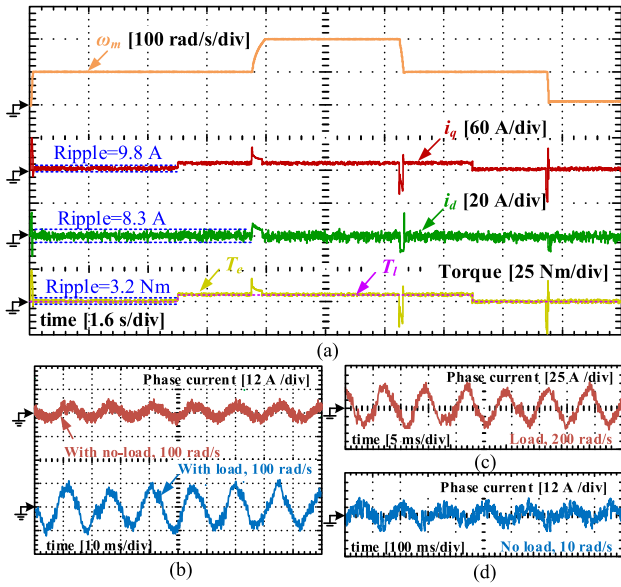 ωm [100 rad/s/div]
iq [60 A/div]
Ripple=9.8 A
id [20 A/div]
Ripple=8.3 A
Te
Tl
Torque [25 Nm/div]
Ripple=3.2 Nm
time [1.6 s/div]
(a)
Phase current [12 A /div]
With no-load, 100 rad/s
With load, 100 rad/s
time [10 ms/div]
(b)
Phase current [25 A /div]
time [5 ms/div]
Load, 200 rad/s
(c)
Phase current [12 A /div]
time [100 ms/div]
No load, 10 rad/s
(d)